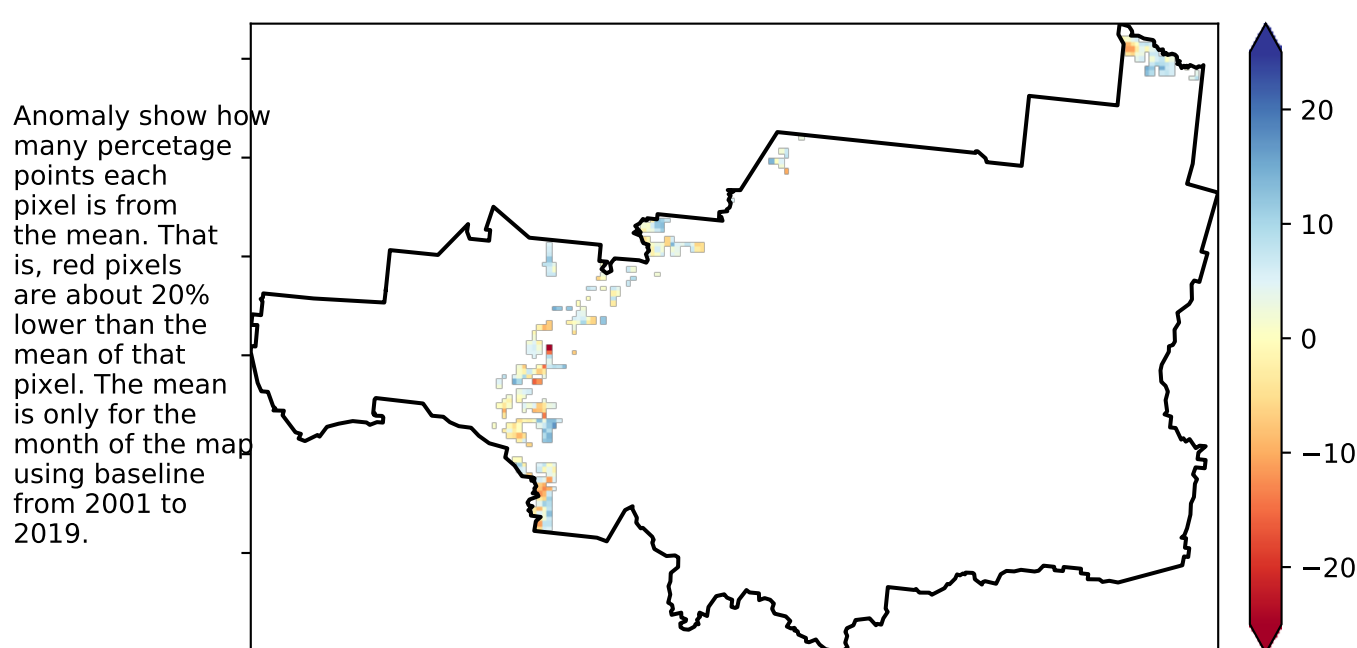 Anomaly show how
many percetage
points each
pixel is from
the mean. That
is, red pixels
are about 20%
lower than the
mean of that
pixel. The mean
is only for the
month of the map
using baseline
from 2001 to
2019.
20
10
0
−10
−20